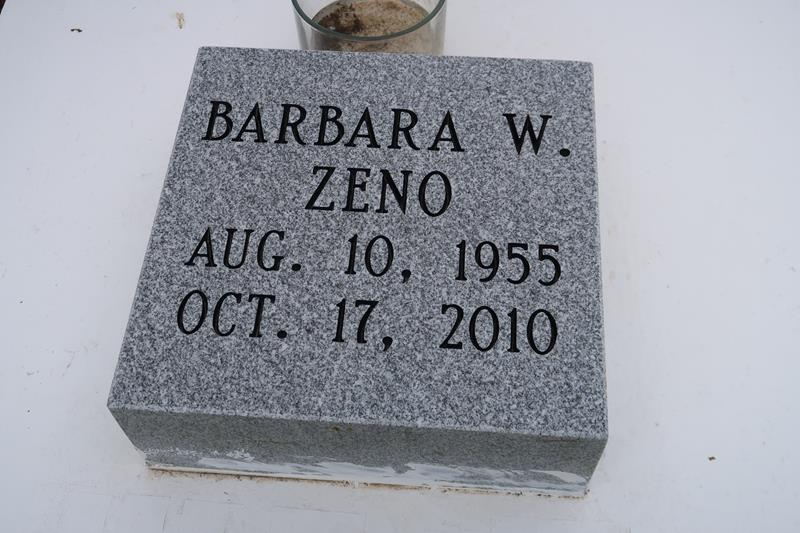 BARBARA W.
ZENO
AUG. 10, 1955
OCT. 17, 2010